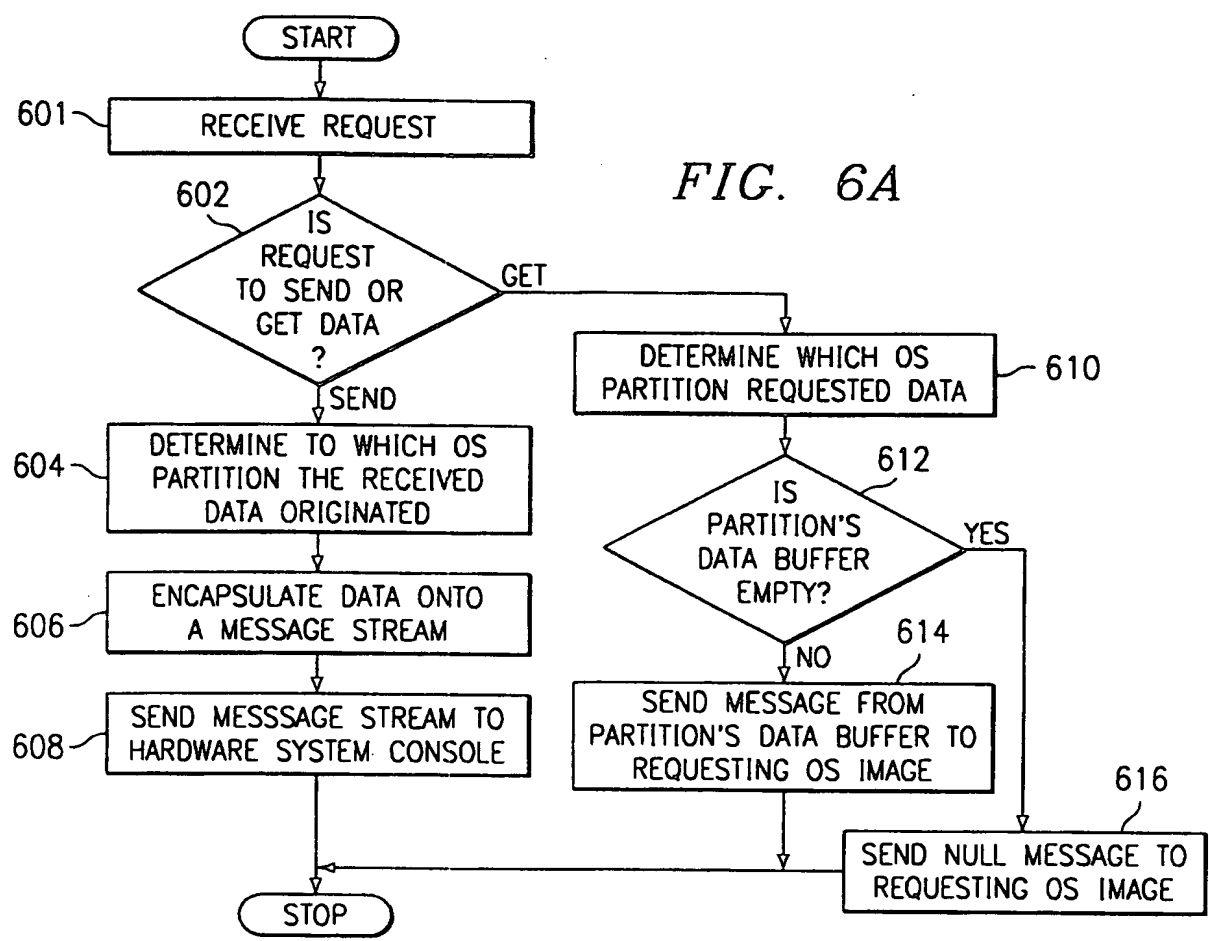 START
601
RECEIVE REQUEST
FIG. 6A
602
IS
REQUEST
TO SEND OR
GET DATA
?
GET
SEND
DETERMINE WHICH OS
PARTITION REQUESTED DATA
610
604
DETERMINE TO WHICH OS
PARTITION THE RECEIVED
DATA ORIGINATED
612
IS
PARTITION'S
DATA BUFFER
EMPTY?
YES
NO
606
ENCAPSULATE DATA ONTO
A MESSAGE STREAM
614
SEND MESSAGE FROM
PARTITION'S DATA BUFFER TO
REQUESTING OS IMAGE
608
SEND MESSSAGE STREAM TO
HARDWARE SYSTEM CONSOLE
616
SEND NULL MESSAGE TO
REQUESTING OS IMAGE
STOP